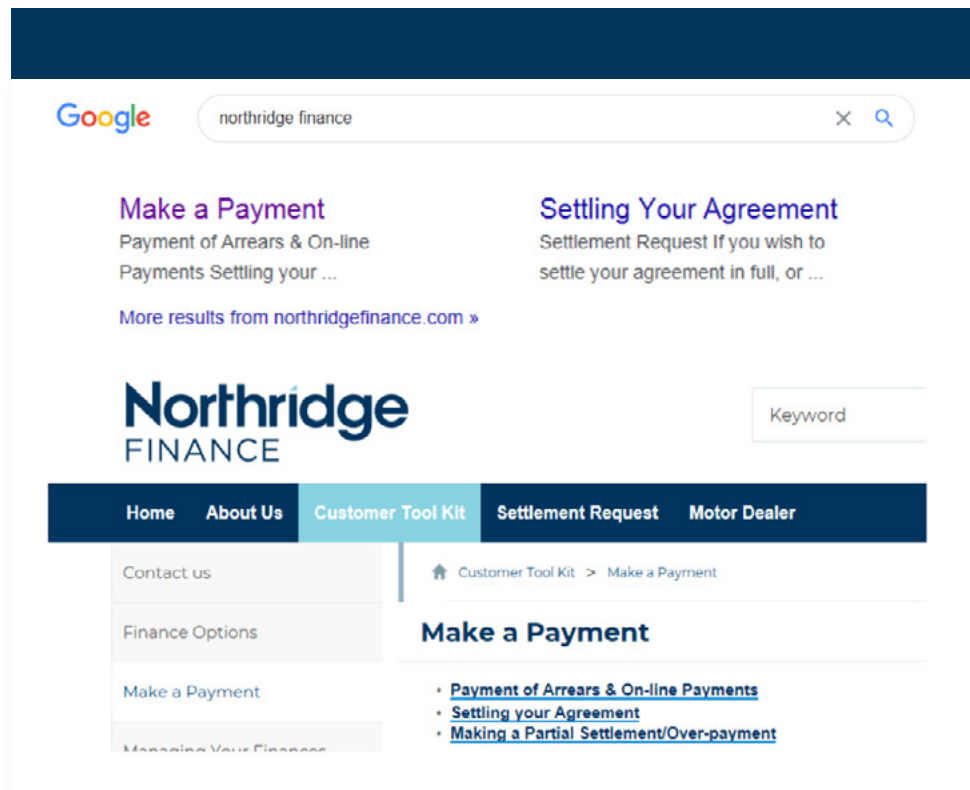 Google
northridge finance
Make a Payment
Payment of Arrears & On-line
Payments Settling your ...
Settling Your Agreement
Settlement Request If you wish to
settle your agreement in full, or ...
More results from northridgefinance.com »
Northridge
FINANCE
Keyword
Home About Us Customer Tool Kit Settlement Request Motor Dealer
Contact us
Finance Options
Make a Payment
Managing Your Finances
Customer Tool Kit > Make a Payment
Make a Payment
• Payment of Arrears & On-line Payments
• Settling your Agreement
• Making a Partial Settlement/Over-payment